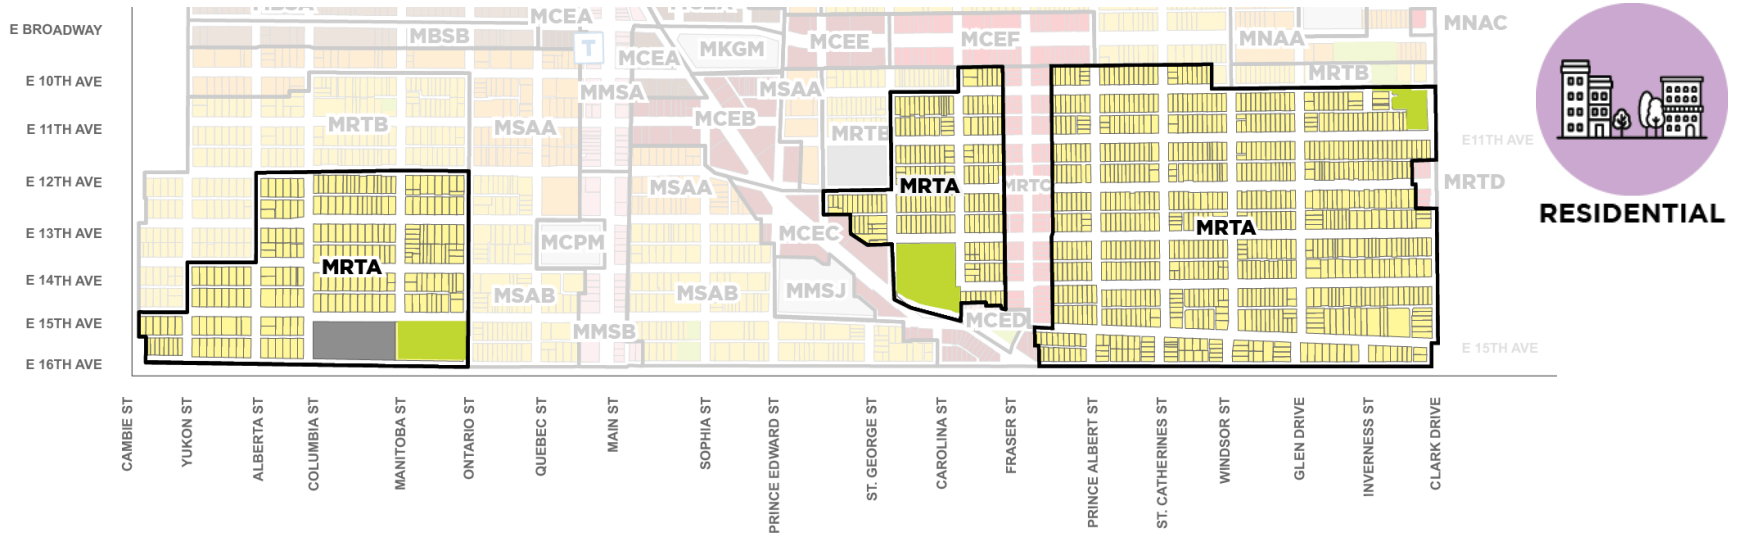 MCEA
E BROADWAY
MBSB
T
MCEA
MKGM
MCEE
MCEF
MNAA
MNAC
E 10TH AVE
MMSA
MSAA
MRTB
E 11TH AVE
MRTB
MSAA
MCEB
MRTB
E11TH AVE
E 12TH AVE
MSAA
MRTA
MRTC
MRTD
RESIDENTIAL
E 13TH AVE
MCPM
MCEC
MRTA
MRTA
E 14TH AVE
MSAB
MSAB
MMSJ
E 15TH AVE
MMSB
MCED
E 15TH AVE
E 16TH AVE
CAMBIE ST
YUKON ST
ALBERTA ST
COLUMBIA ST
MANITOBA ST
ONTARIO ST
QUEBEC ST
MAIN ST
SOPHIA ST
PRINCE EDWARD ST
ST. GEORGE ST
CAROLINA ST
FRASER ST
PRINCE ALBERT ST
ST. CATHERINES ST
WINDSOR ST
GLEN DRIVE
INVERNESS ST
CLARK DRIVE